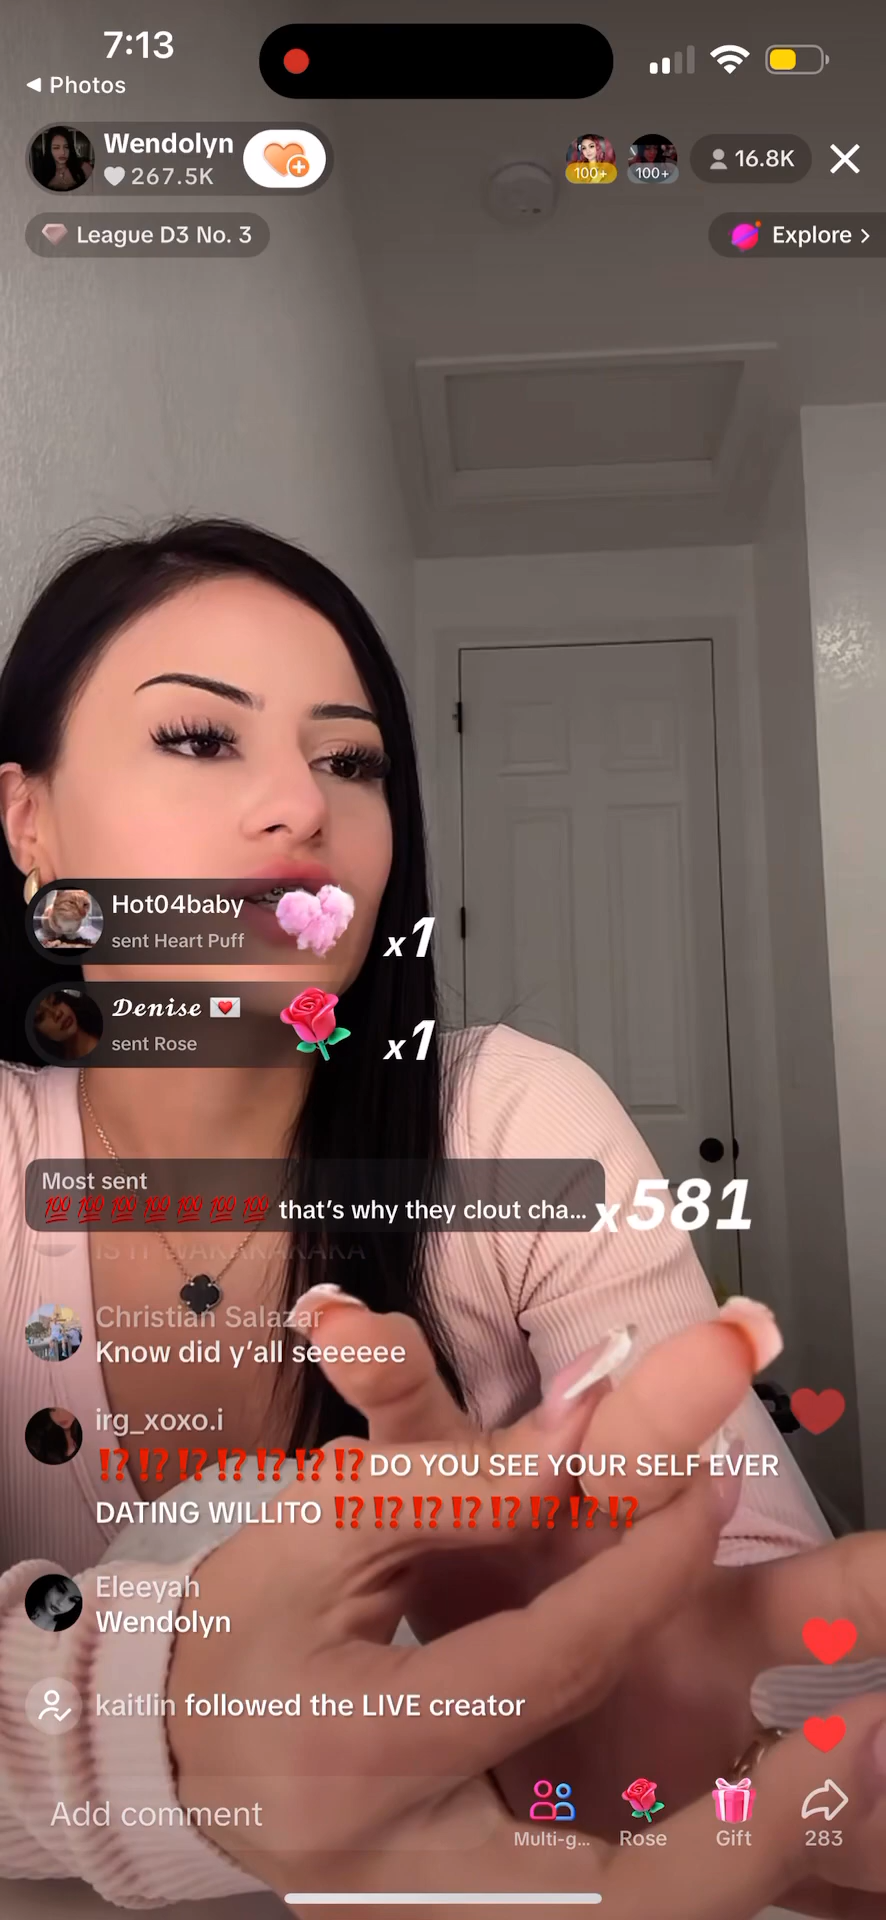 7:13
Photos
Wendolyn
267.5K
100+
100+
16.8K
League D3 No. 3
Explore
Hot04baby
sent Heart Puff
x1
𝓓𝓮𝓷𝓲𝓼𝓮 💌
sent Rose
x1
Most sent
💯💯💯💯💯💯💯 that's why they clout cha...
x581
Christian Salazar
Know did y'all seeeeee
irg_xoxo.i
⁉️⁉️⁉️⁉️⁉️⁉️⁉️DO YOU SEE YOUR SELF EVER
DATING WILLITO ⁉️⁉️⁉️⁉️⁉️⁉️⁉️⁉️
Eleeyah
Wendolyn
kaitlin followed the LIVE creator
Add comment
Multi-g...
Rose
Gift
283